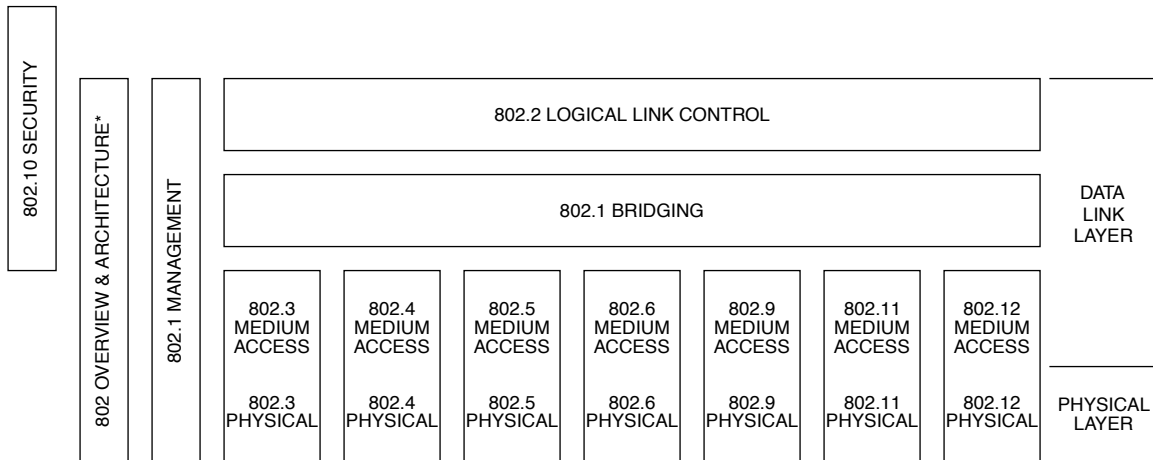 802.10 SECURITY
802 OVERVIEW & ARCHITECTURE*
802.1 MANAGEMENT
802.2 LOGICAL LINK CONTROL
802.1 BRIDGING
DATA
LINK
LAYER
802.3
MEDIUM
ACCESS
802.4
MEDIUM
ACCESS
802.5
MEDIUM
ACCESS
802.6
MEDIUM
ACCESS
802.9
MEDIUM
ACCESS
802.11
MEDIUM
ACCESS
802.12
MEDIUM
ACCESS
802.3
PHYSICAL
802.4
PHYSICAL
802.5
PHYSICAL
802.6
PHYSICAL
802.9
PHYSICAL
802.11
PHYSICAL
802.12
PHYSICAL
PHYSICAL
LAYER